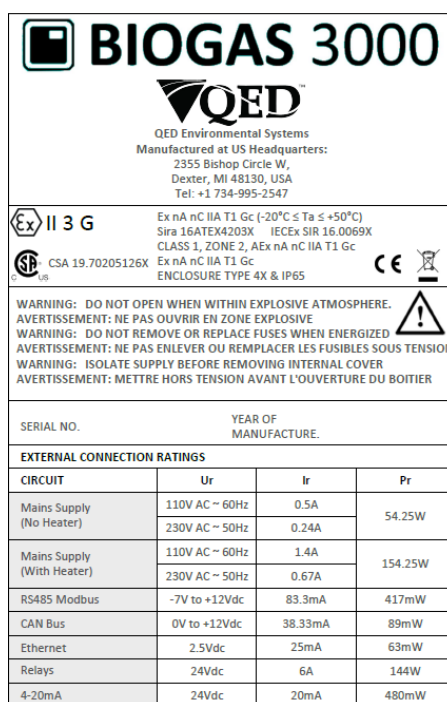 BIOGAS 3000
QED
QED Environmental Systems
Manufactured at US Headquarters:
2355 Bishop Circle W,
Dexter, MI 48130, USA
Tel: +1 734-995-2547
Ex II 3 G
Ex nA nC IIA T1 Gc (-20°C ≤ Ta ≤ +50°C)
Sira 16ATEX4203X IECEx SIR 16.0069X
CLASS 1, ZONE 2, AEx nA nC IIA T1 Gc
SA C US CSA 19.70205126X Ex nA nC IIA T1 Gc
ENCLOSURE TYPE 4X & IP65
CE
WARNING: DO NOT OPEN WHEN WITHIN EXPLOSIVE ATMOSPHERE.
AVERTISSEMENT: NE PAS OUVRIR EN ZONE EXPLOSIVE
WARNING: DO NOT REMOVE OR REPLACE FUSES WHEN ENERGIZED
AVERTISSEMENT: NE PAS ENLEVER OU REMPLACER LES FUSIBLES SOUS TENSION
WARNING: ISOLATE SUPPLY BEFORE REMOVING INTERNAL COVER
AVERTISSEMENT: METTRE HORS TENSION AVANT L'OUVERTURE DU BOITIER
SERIAL NO. YEAR OF
MANUFACTURE.
EXTERNAL CONNECTION RATINGS
CIRCUIT Ur Ir Pr
Mains Supply
(No Heater)
110V AC ~ 60Hz 0.5A
230V AC ~ 50Hz 0.24A
54.25W
Mains Supply
(With Heater)
110V AC ~ 60Hz 1.4A
230V AC ~ 50Hz 0.67A
154.25W
RS485 Modbus -7V to +12Vdc 83.3mA 417mW
CAN Bus 0V to +12Vdc 38.33mA 89mW
Ethernet 2.5Vdc 25mA 63mW
Relays 24Vdc 6A 144W
4-20mA 24Vdc 20mA 480mW